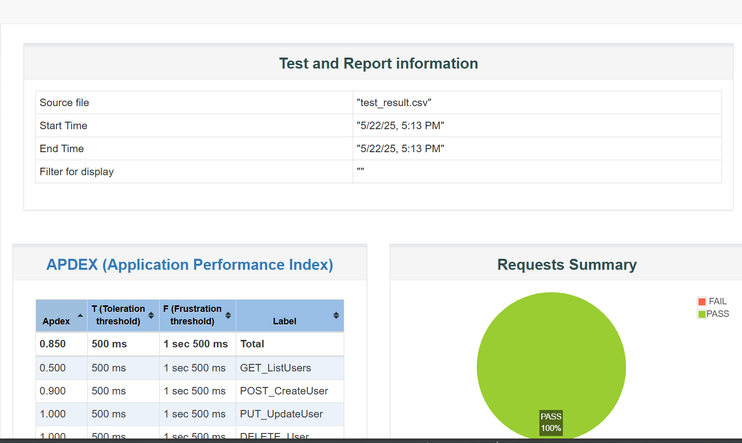 Test and Report information
Source file "test_result.csv"
Start Time "5/22/25, 5:13 PM"
End Time "5/22/25, 5:13 PM"
Filter for display ""
APDEX (Application Performance Index)
Apdex T (Toleration threshold) F (Frustration threshold) Label
0.850 500 ms 1 sec 500 ms Total
0.500 500 ms 1 sec 500 ms GET_ListUsers
0.900 500 ms 1 sec 500 ms POST_CreateUser
1.000 500 ms 1 sec 500 ms PUT_UpdateUser
1.000 500 ms 1 sec 500 ms DELETE_User
Requests Summary
FAIL
PASS
PASS
100%